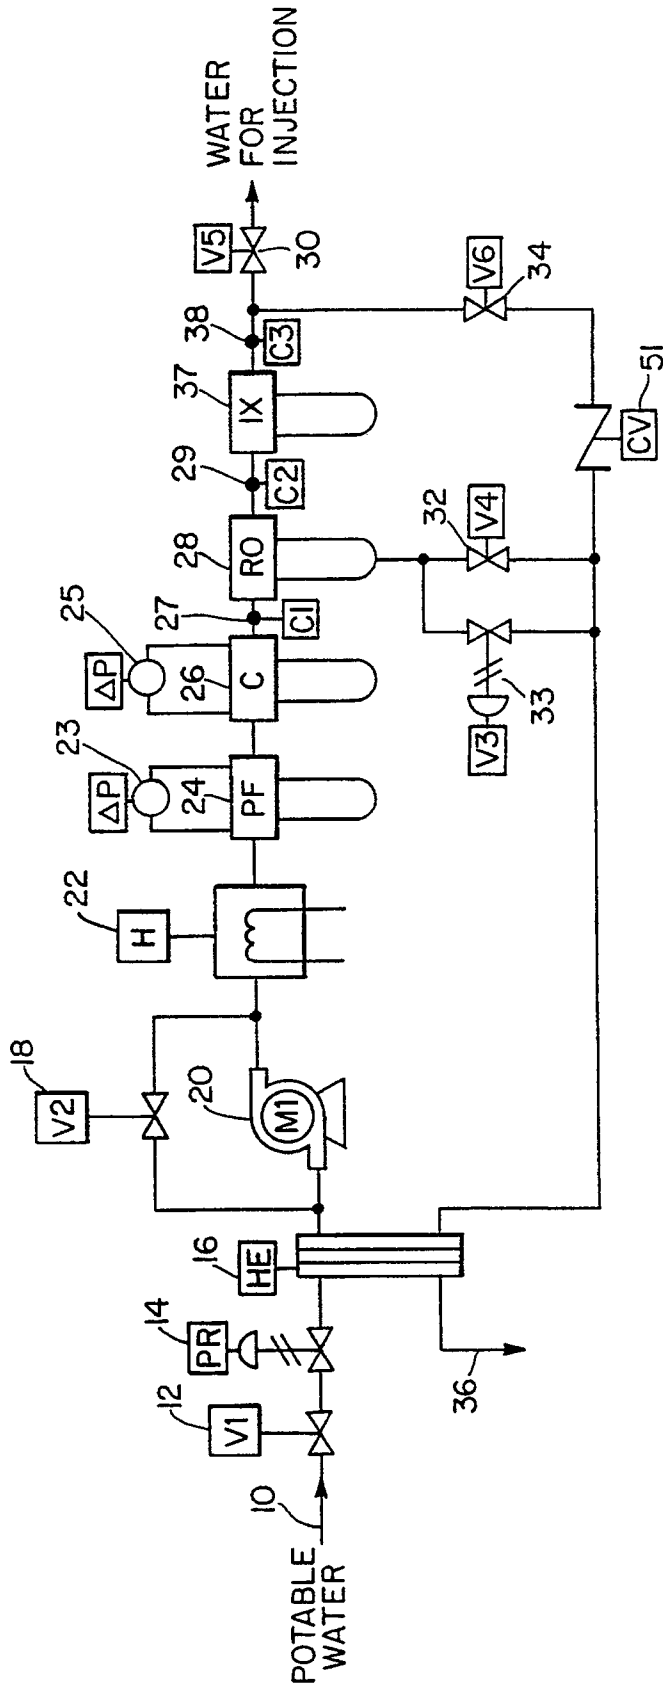 POTABLE
WATER
10
12
V1
14
PR
16
HE
18
V2
20
M1
22
H
23
ΔP
24
PF
25
ΔP
26
C
27
C1
28
RO
29
C2
37
IX
38
C3
V5
30
WATER
FOR
INJECTION
V6
34
32
V4
V3
33
CV
51
36